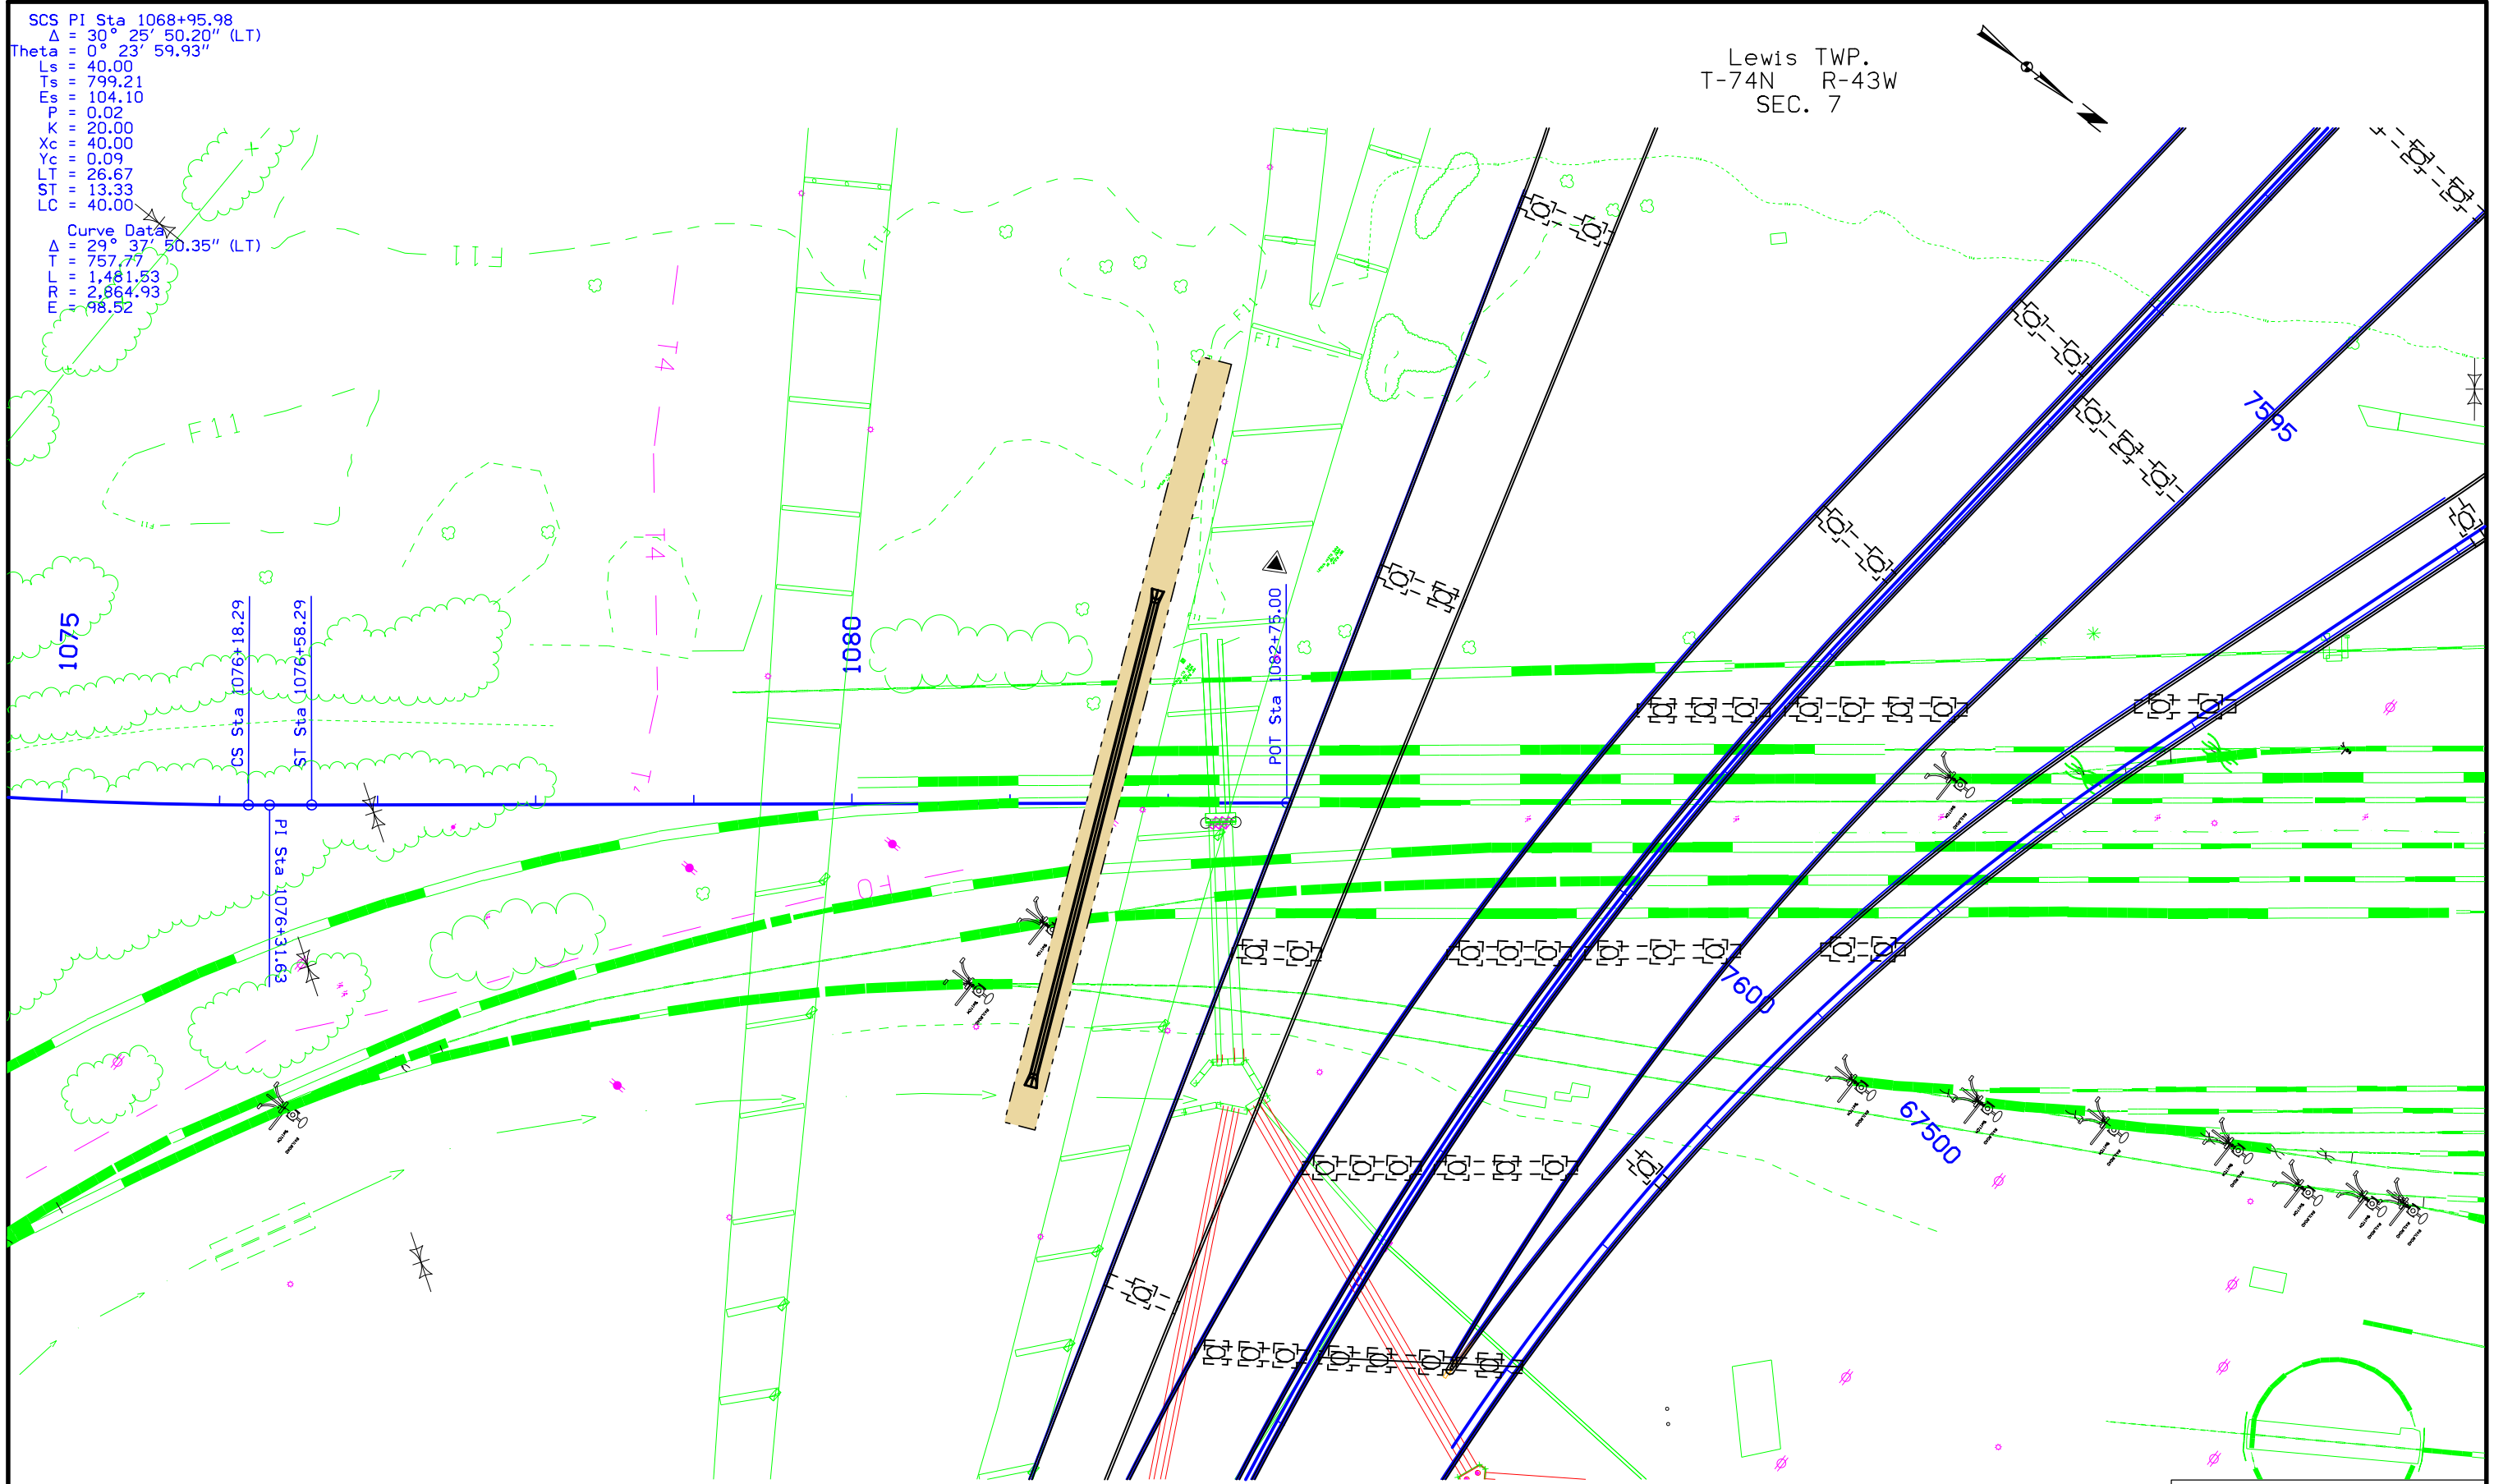 SCS PI Sta 1068+95.98
Δ = 30° 25' 50.20" (LT)
Theta = 0° 23' 59.93"
Ls = 40.00
Ts = 799.21
Es = 104.10
P = 0.02
K = 20.00
Xc = 40.00
Yc = 0.09
LT = 26.67
ST = 13.33
LC = 40.00
Curve Data
Δ = 29° 37' 50.35" (LT)
T = 757.77
L = 1,481.53
R = 2,864.93
E = 98.52
Lewis TWP.
T-74N R-43W
SEC. 7
N
F11
F11
F11
F11
F11
T4
T4
T
TO
1075
CS Sta 1076+18.29
ST Sta 1076+58.29
PI Sta 1076+31.63
1080
POT Sta 1082+75.00
7595
7600
67500